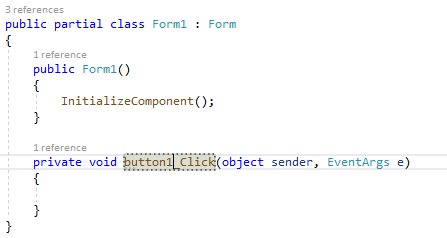 3 references
public partial class Form1 : Form
{
1 reference
public Form1()
{
InitializeComponent();
}
1 reference
private void button1_Click(object sender, EventArgs e)
{
}
}